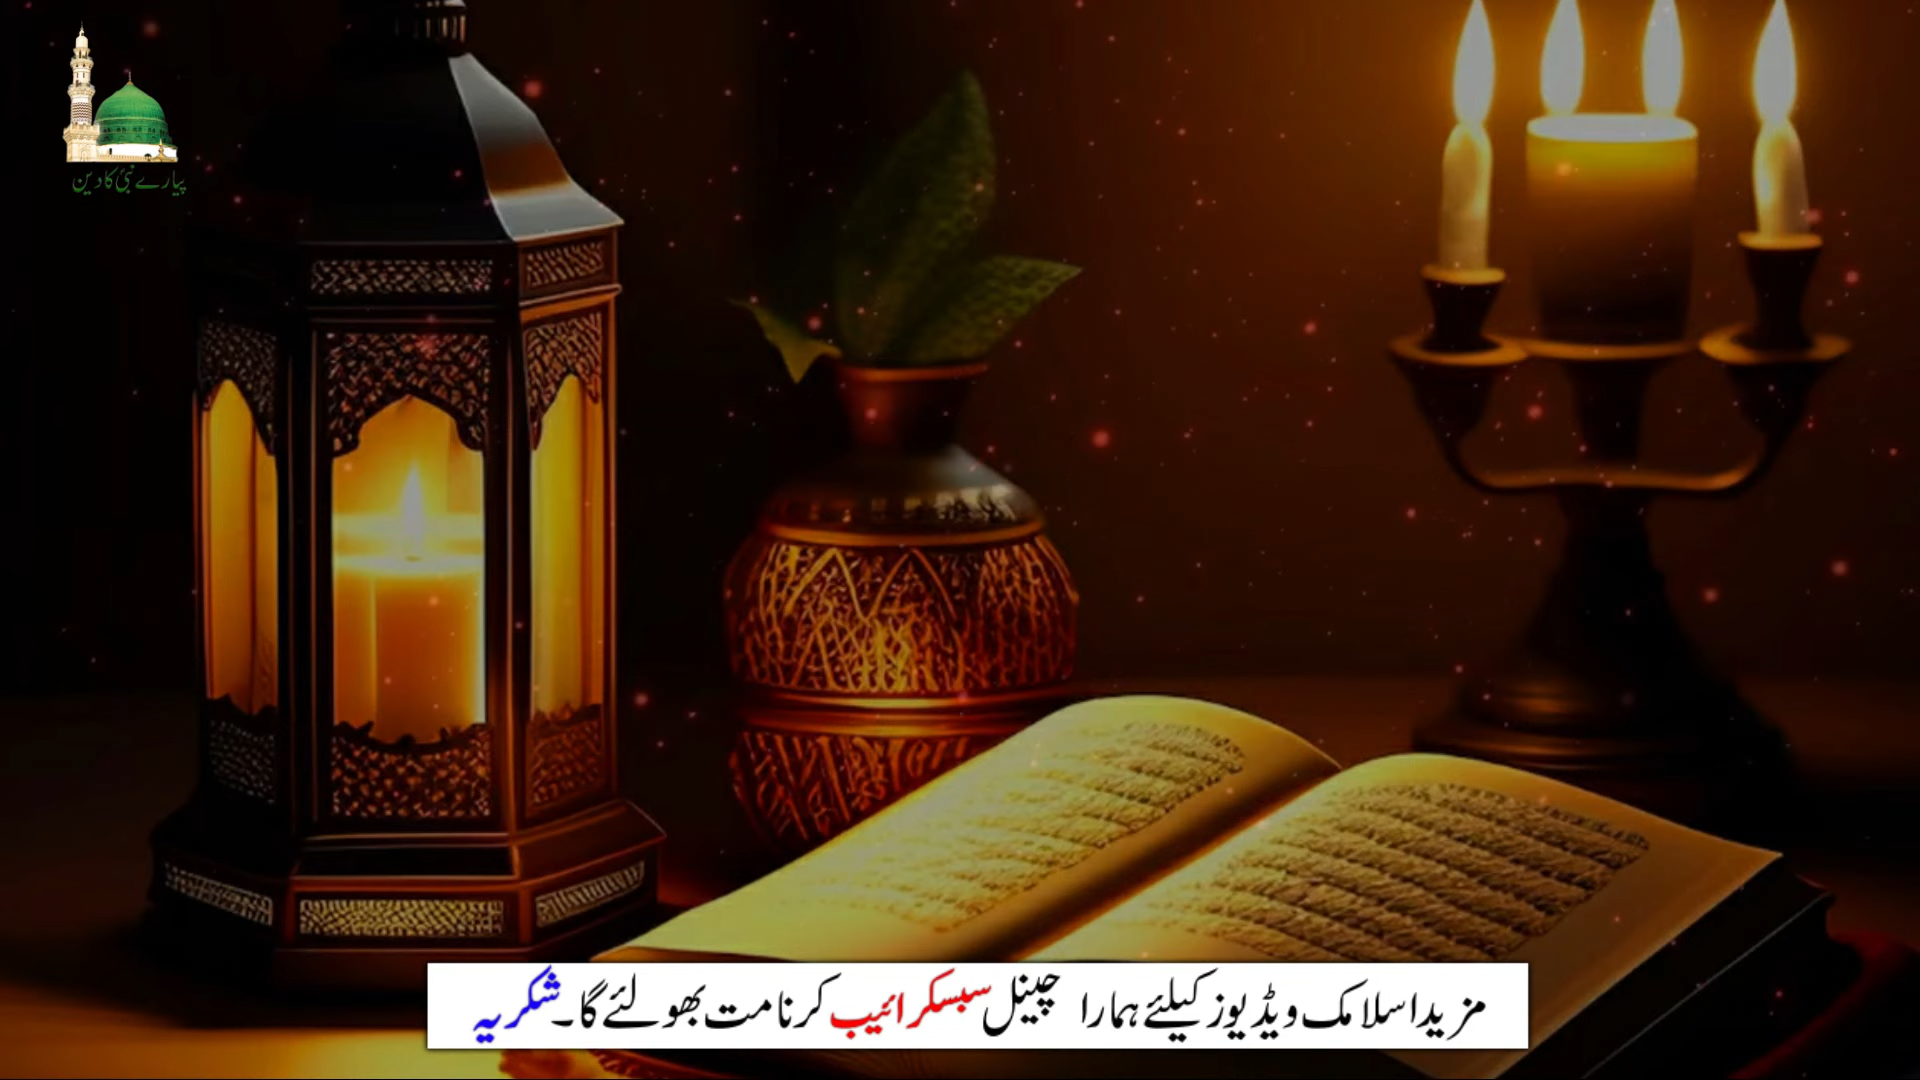 پیارے نبیؐ کا دین
مزید اسلامک ویڈیوز کیلئے ہمارا چینل سبسکرائیب کرنا مت بھولئے گا۔ شکریہ